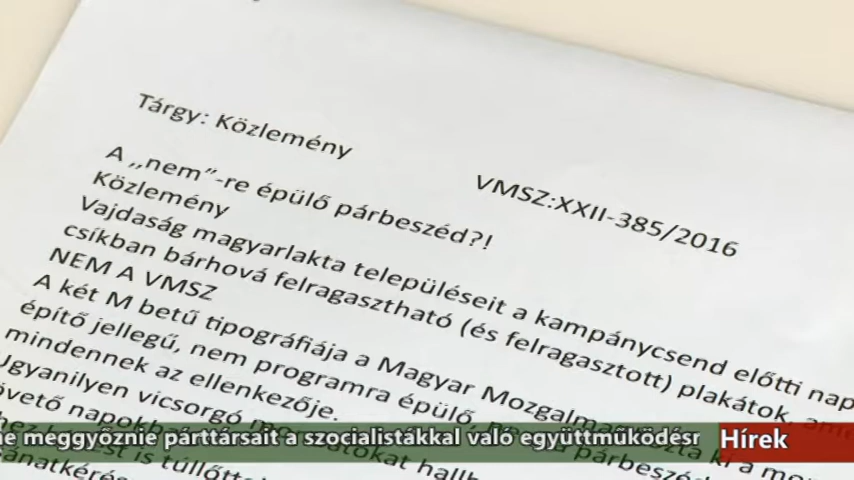 Tárgy: Közlemény
VMSZ:XXII-385/2016
A ,,nem"-re épülő párbeszéd?!
Közlemény
Vajdaság magyarlakta településeit a kampánycsend előtti nap
csíkban bárhová felragasztható (és felragasztott) plakátok,
NEM A VMSZ
A két M betű tipográfiája a Magyar Mozgalma
építő jellegű, nem programra épülő,
mindennek az ellenkezője.
Ugyanilyen vicsorgó
meggyőznie párttársait a szocialistákkal való együttműködésr
Hírek